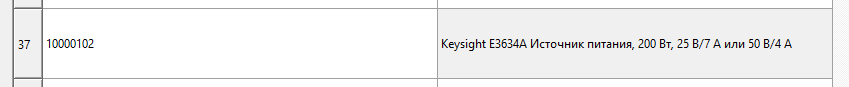 37 10000102 Keysight E3634A Источник питания, 200 Вт, 25 В/7 А или 50 В/4 А